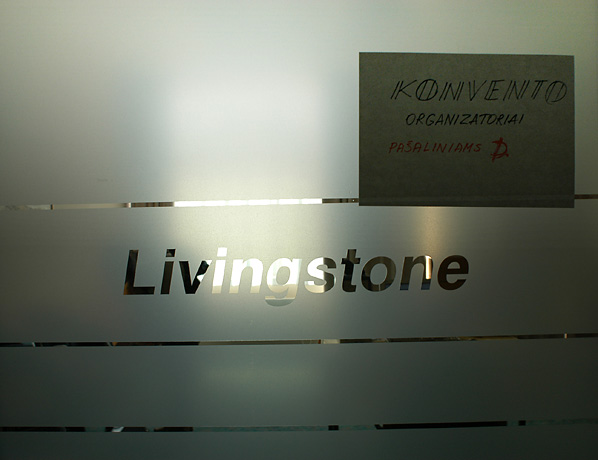 KONVENTO
ORGANIZATORIAI
PAŠALINIAMS
Livingstone